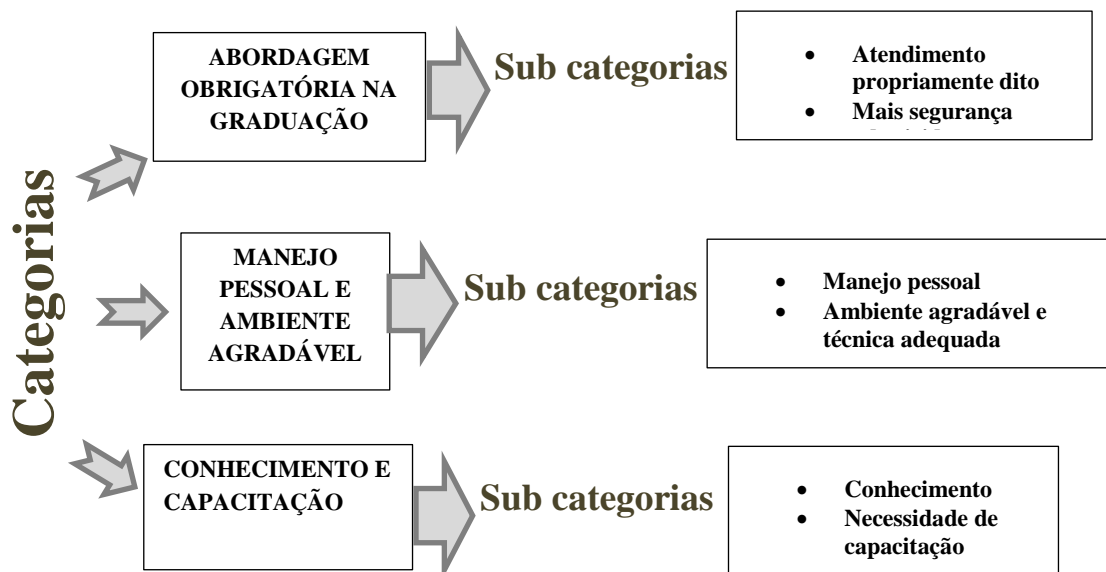 Categorias
ABORDAGEM
OBRIGATÓRIA NA
GRADUAÇÃO
Sub categorias
• Atendimento
propriamente dito
• Mais segurança
MANEJO
PESSOAL E
AMBIENTE
AGRADÁVEL
Sub categorias
• Manejo pessoal
• Ambiente agradável e
técnica adequada
CONHECIMENTO E
CAPACITAÇÃO
Sub categorias
• Conhecimento
• Necessidade de
capacitação